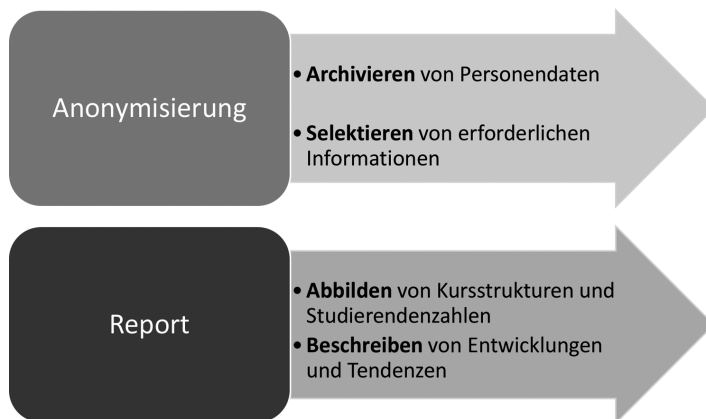 Anonymisierung
• Archivieren von Personendaten
• Selektieren von erforderlichen
Informationen
Report
• Abbilden von Kursstrukturen und
Studierendenzahlen
• Beschreiben von Entwicklungen
und Tendenzen